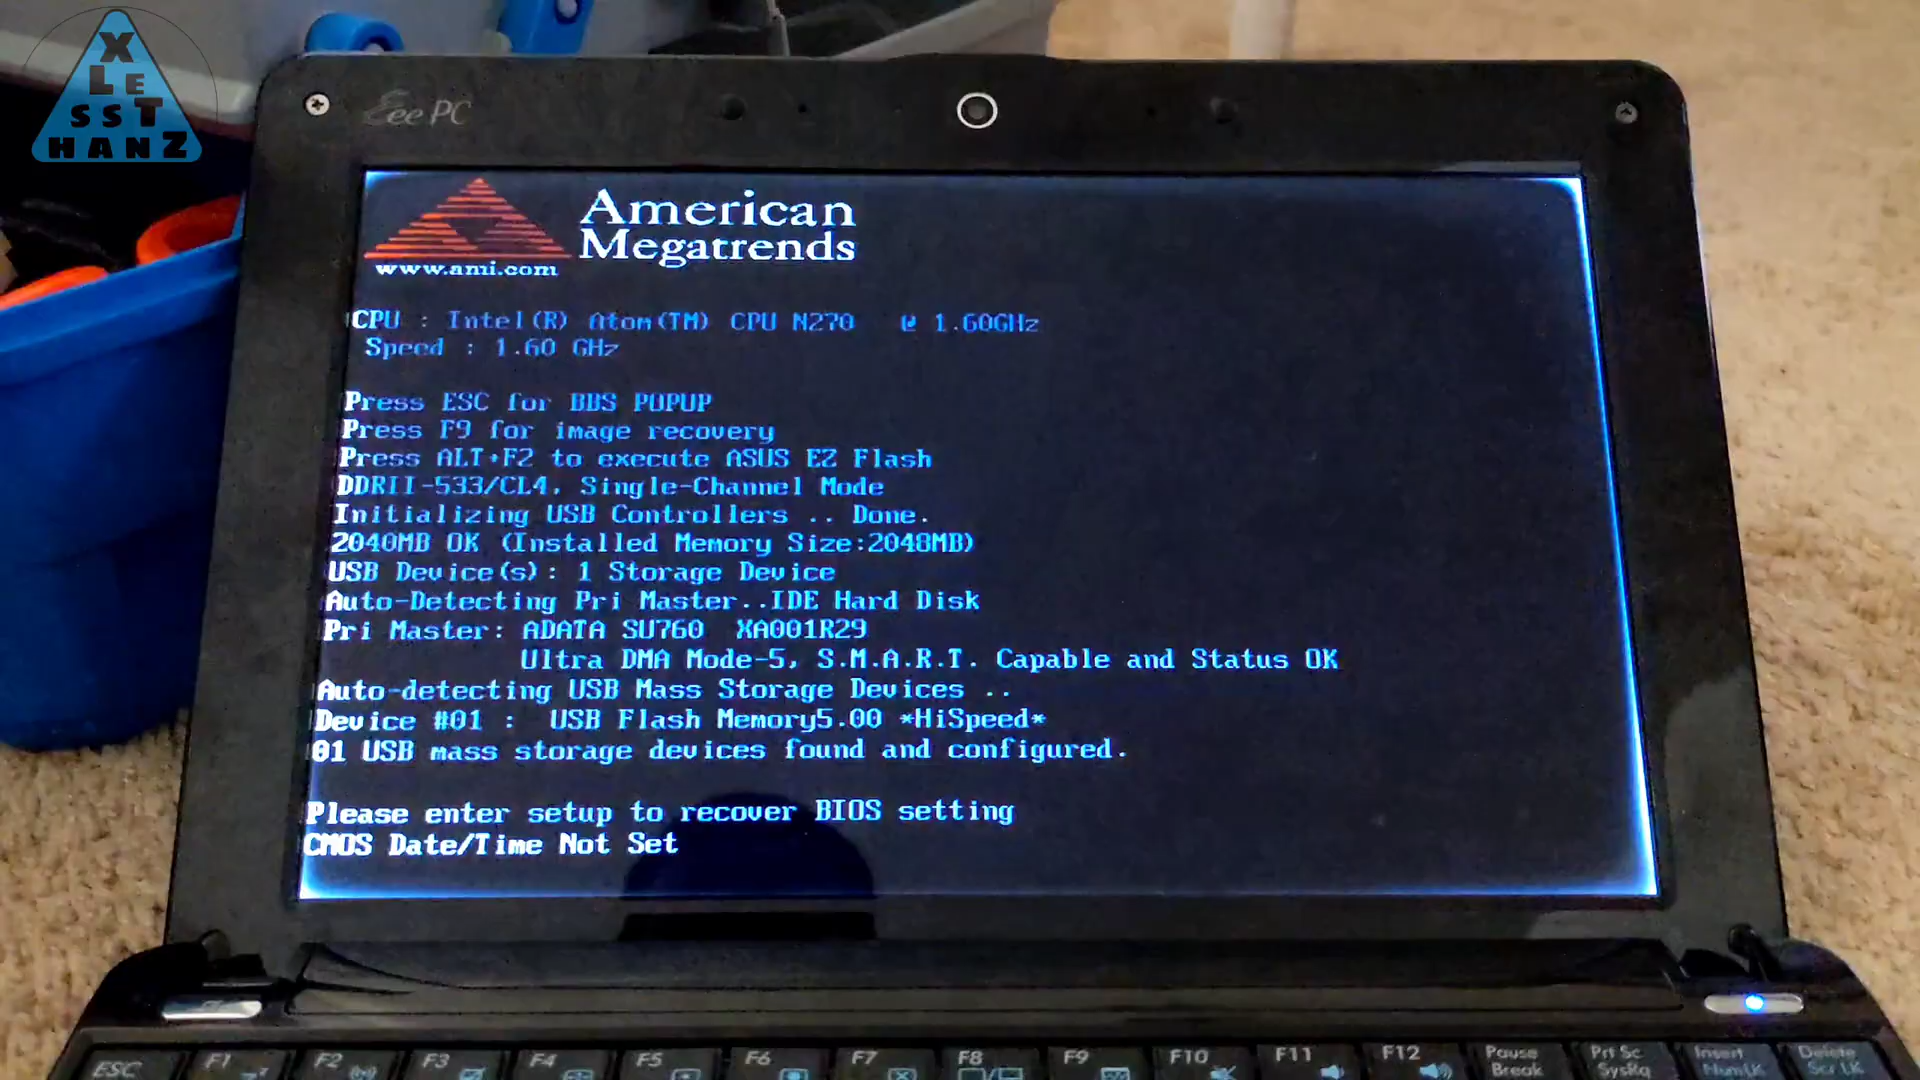 X
LE
SST
HANZ
Eee PC
American
Megatrends
www.ami.com
CPU : Intel(R) Atom(TM) CPU N270 @ 1.60GHz
Speed : 1.60 GHz
Press ESC for BBS POPUP
Press F9 for image recovery
Press ALT+F2 to execute ASUS EZ Flash
DDRII-533/CL4, Single-Channel Mode
Initializing USB Controllers .. Done.
2040MB OK (Installed Memory Size:2048MB)
USB Device(s): 1 Storage Device
Auto-Detecting Pri Master..IDE Hard Disk
Pri Master: ADATA SU760 XA001R29
Ultra DMA Mode-5, S.M.A.R.T. Capable and Status OK
Auto-detecting USB Mass Storage Devices ..
Device #01 : USB Flash Memory5.00 *HiSpeed*
01 USB mass storage devices found and configured.
Please enter setup to recover BIOS setting
CMOS Date/Time Not Set
ESC F1 F2 F3 F4 F5 F6 F7 F8 F9 F10 F11 F12 Pause Prt Sc Insert Delete
Break SysRq NumLK Scr LK